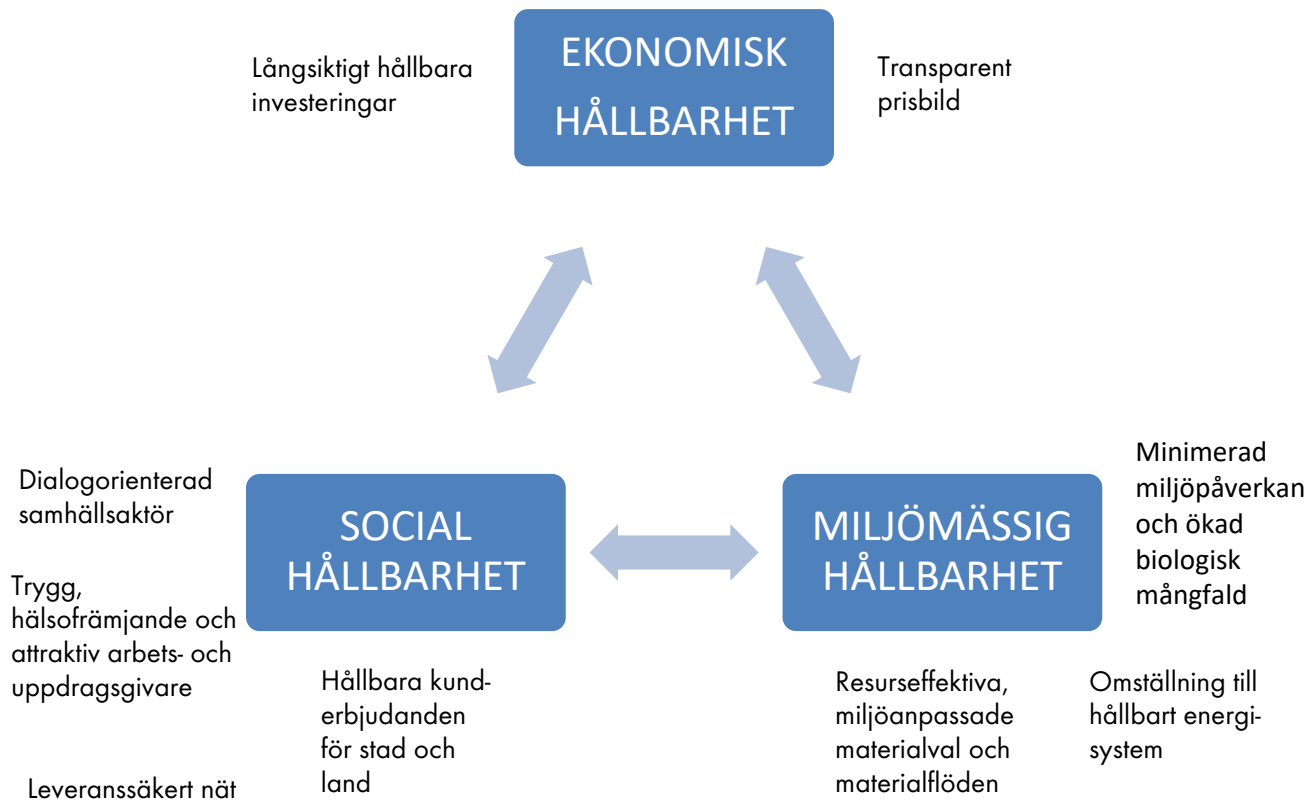 Långsiktigt hållbara
investeringar
EKONOMISK
HÅLLBARHET
Transparent
prisbild
Dialogorienterad
samhällsaktör
Trygg,
hälsofrämjande och
attraktiv arbets- och
uppdragsgivare
Leveranssäkert nät
SOCIAL
HÅLLBARHET
Hållbara kund-
erbjudanden
för stad och
land
MILJÖMÄSSIG
HÅLLBARHET
Minimerad
miljöpåverkan
och ökad
biologisk
mångfald
Resurseffektiva,
miljöanpassade
materialval och
materialflöden
Omställning till
hållbart energi-
system